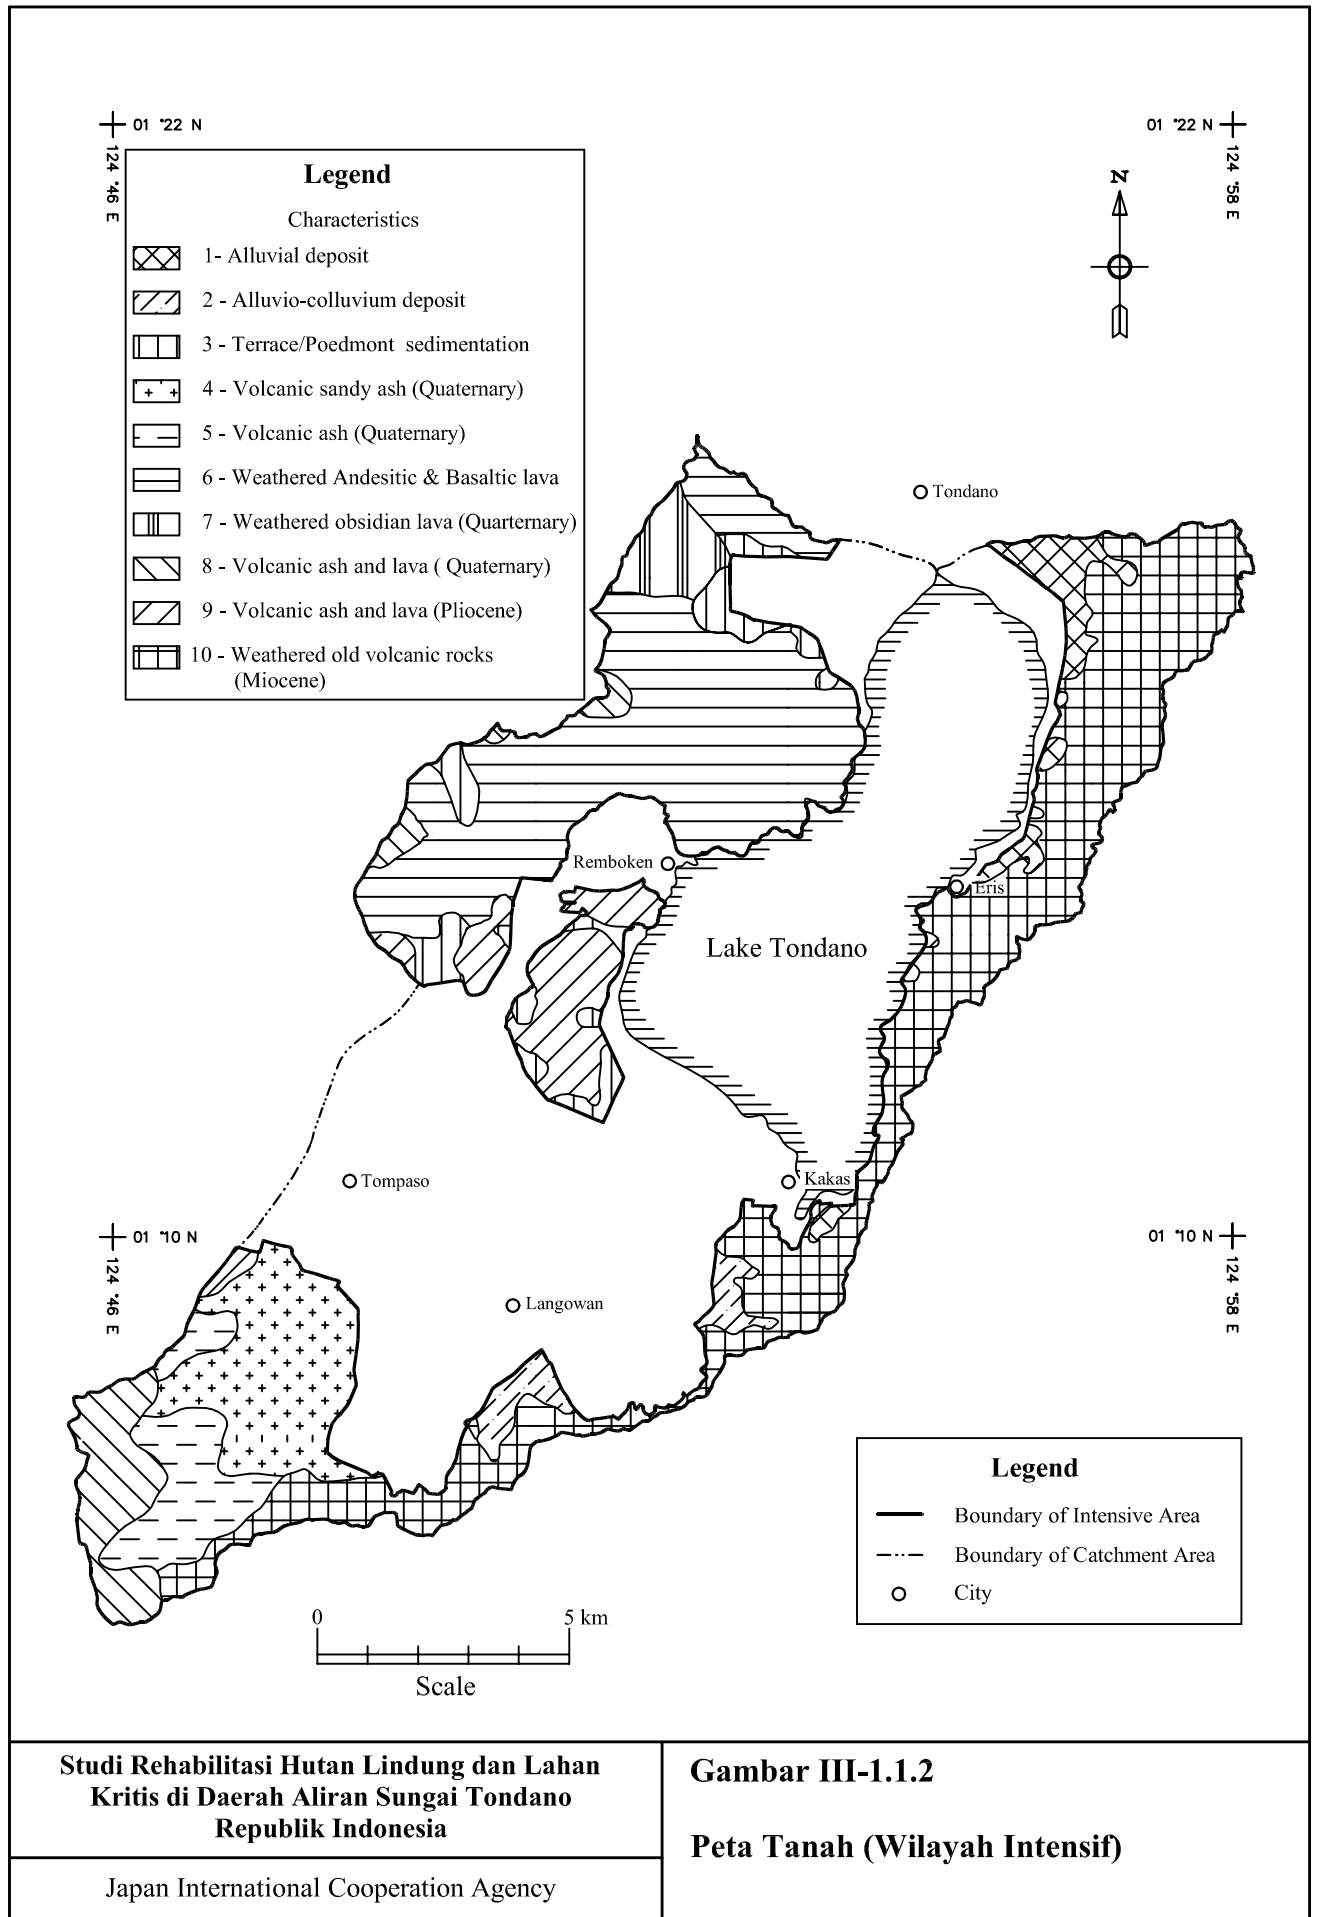 01 °22 N
01 °22 N
124 °46 E
124 °58 E
N
Legend
Characteristics
1- Alluvial deposit
2 - Alluvio-colluvium deposit
3 - Terrace/Poedmont sedimentation
4 - Volcanic sandy ash (Quaternary)
5 - Volcanic ash (Quaternary)
6 - Weathered Andesitic & Basaltic lava
7 - Weathered obsidian lava (Quarternary)
8 - Volcanic ash and lava ( Quaternary)
9 - Volcanic ash and lava (Pliocene)
10 - Weathered old volcanic rocks
(Miocene)
Tondano
Remboken
Eris
Lake Tondano
Tompaso
Kakas
01 °10 N
01 °10 N
124 °46 E
124 °58 E
Langowan
Legend
Boundary of Intensive Area
Boundary of Catchment Area
City
0 5 km
Scale
Studi Rehabilitasi Hutan Lindung dan Lahan
Kritis di Daerah Aliran Sungai Tondano
Republik Indonesia
Japan International Cooperation Agency
Gambar III-1.1.2
Peta Tanah (Wilayah Intensif)